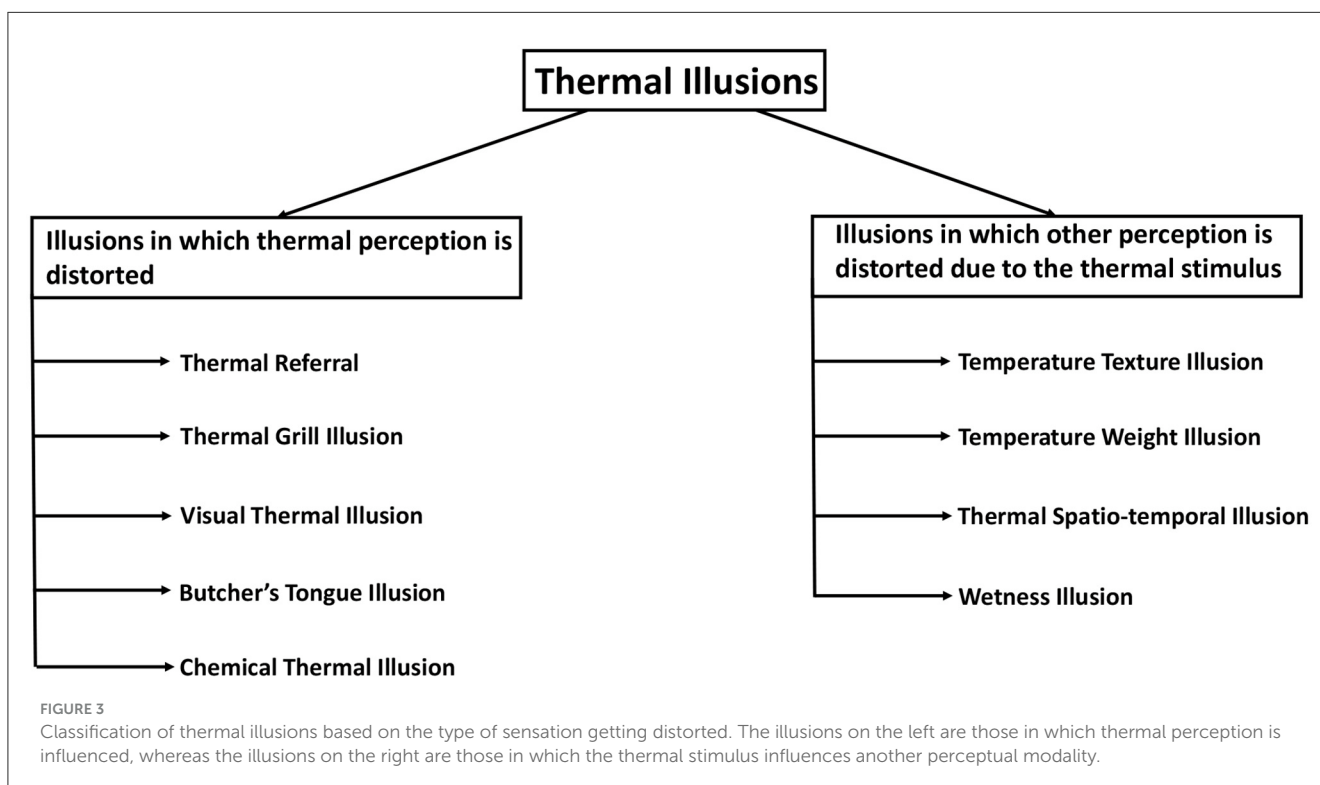 Thermal Illusions
Illusions in which thermal perception is
distorted
Thermal Referral
Thermal Grill Illusion
Visual Thermal Illusion
Butcher's Tongue Illusion
Chemical Thermal Illusion
Illusions in which other perception is
distorted due to the thermal stimulus
Temperature Texture Illusion
Temperature Weight Illusion
Thermal Spatio-temporal Illusion
Wetness Illusion
FIGURE 3
Classification of thermal illusions based on the type of sensation getting distorted. The illusions on the left are those in which thermal perception is
influenced, whereas the illusions on the right are those in which the thermal stimulus influences another perceptual modality.